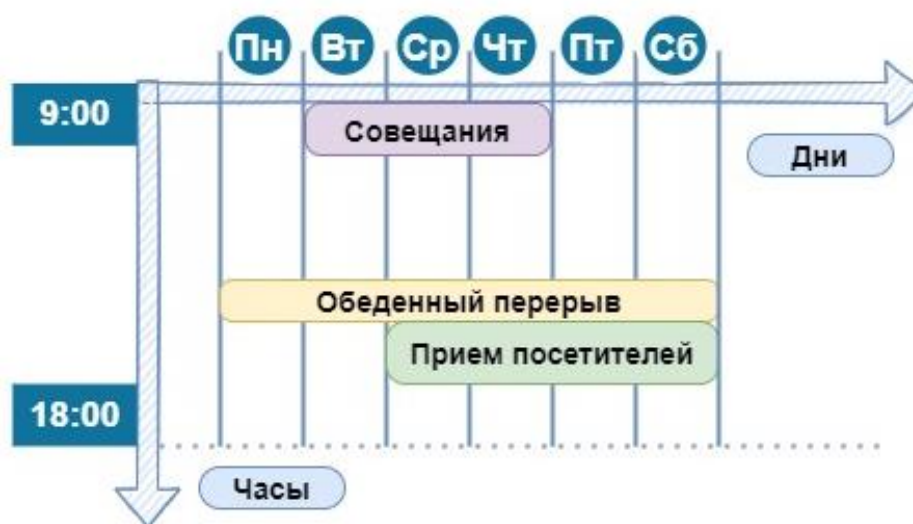 Пн Вт Ср Чт Пт Сб
9:00
Совещания
Дни
Обеденный перерыв
Прием посетителей
18:00
Часы